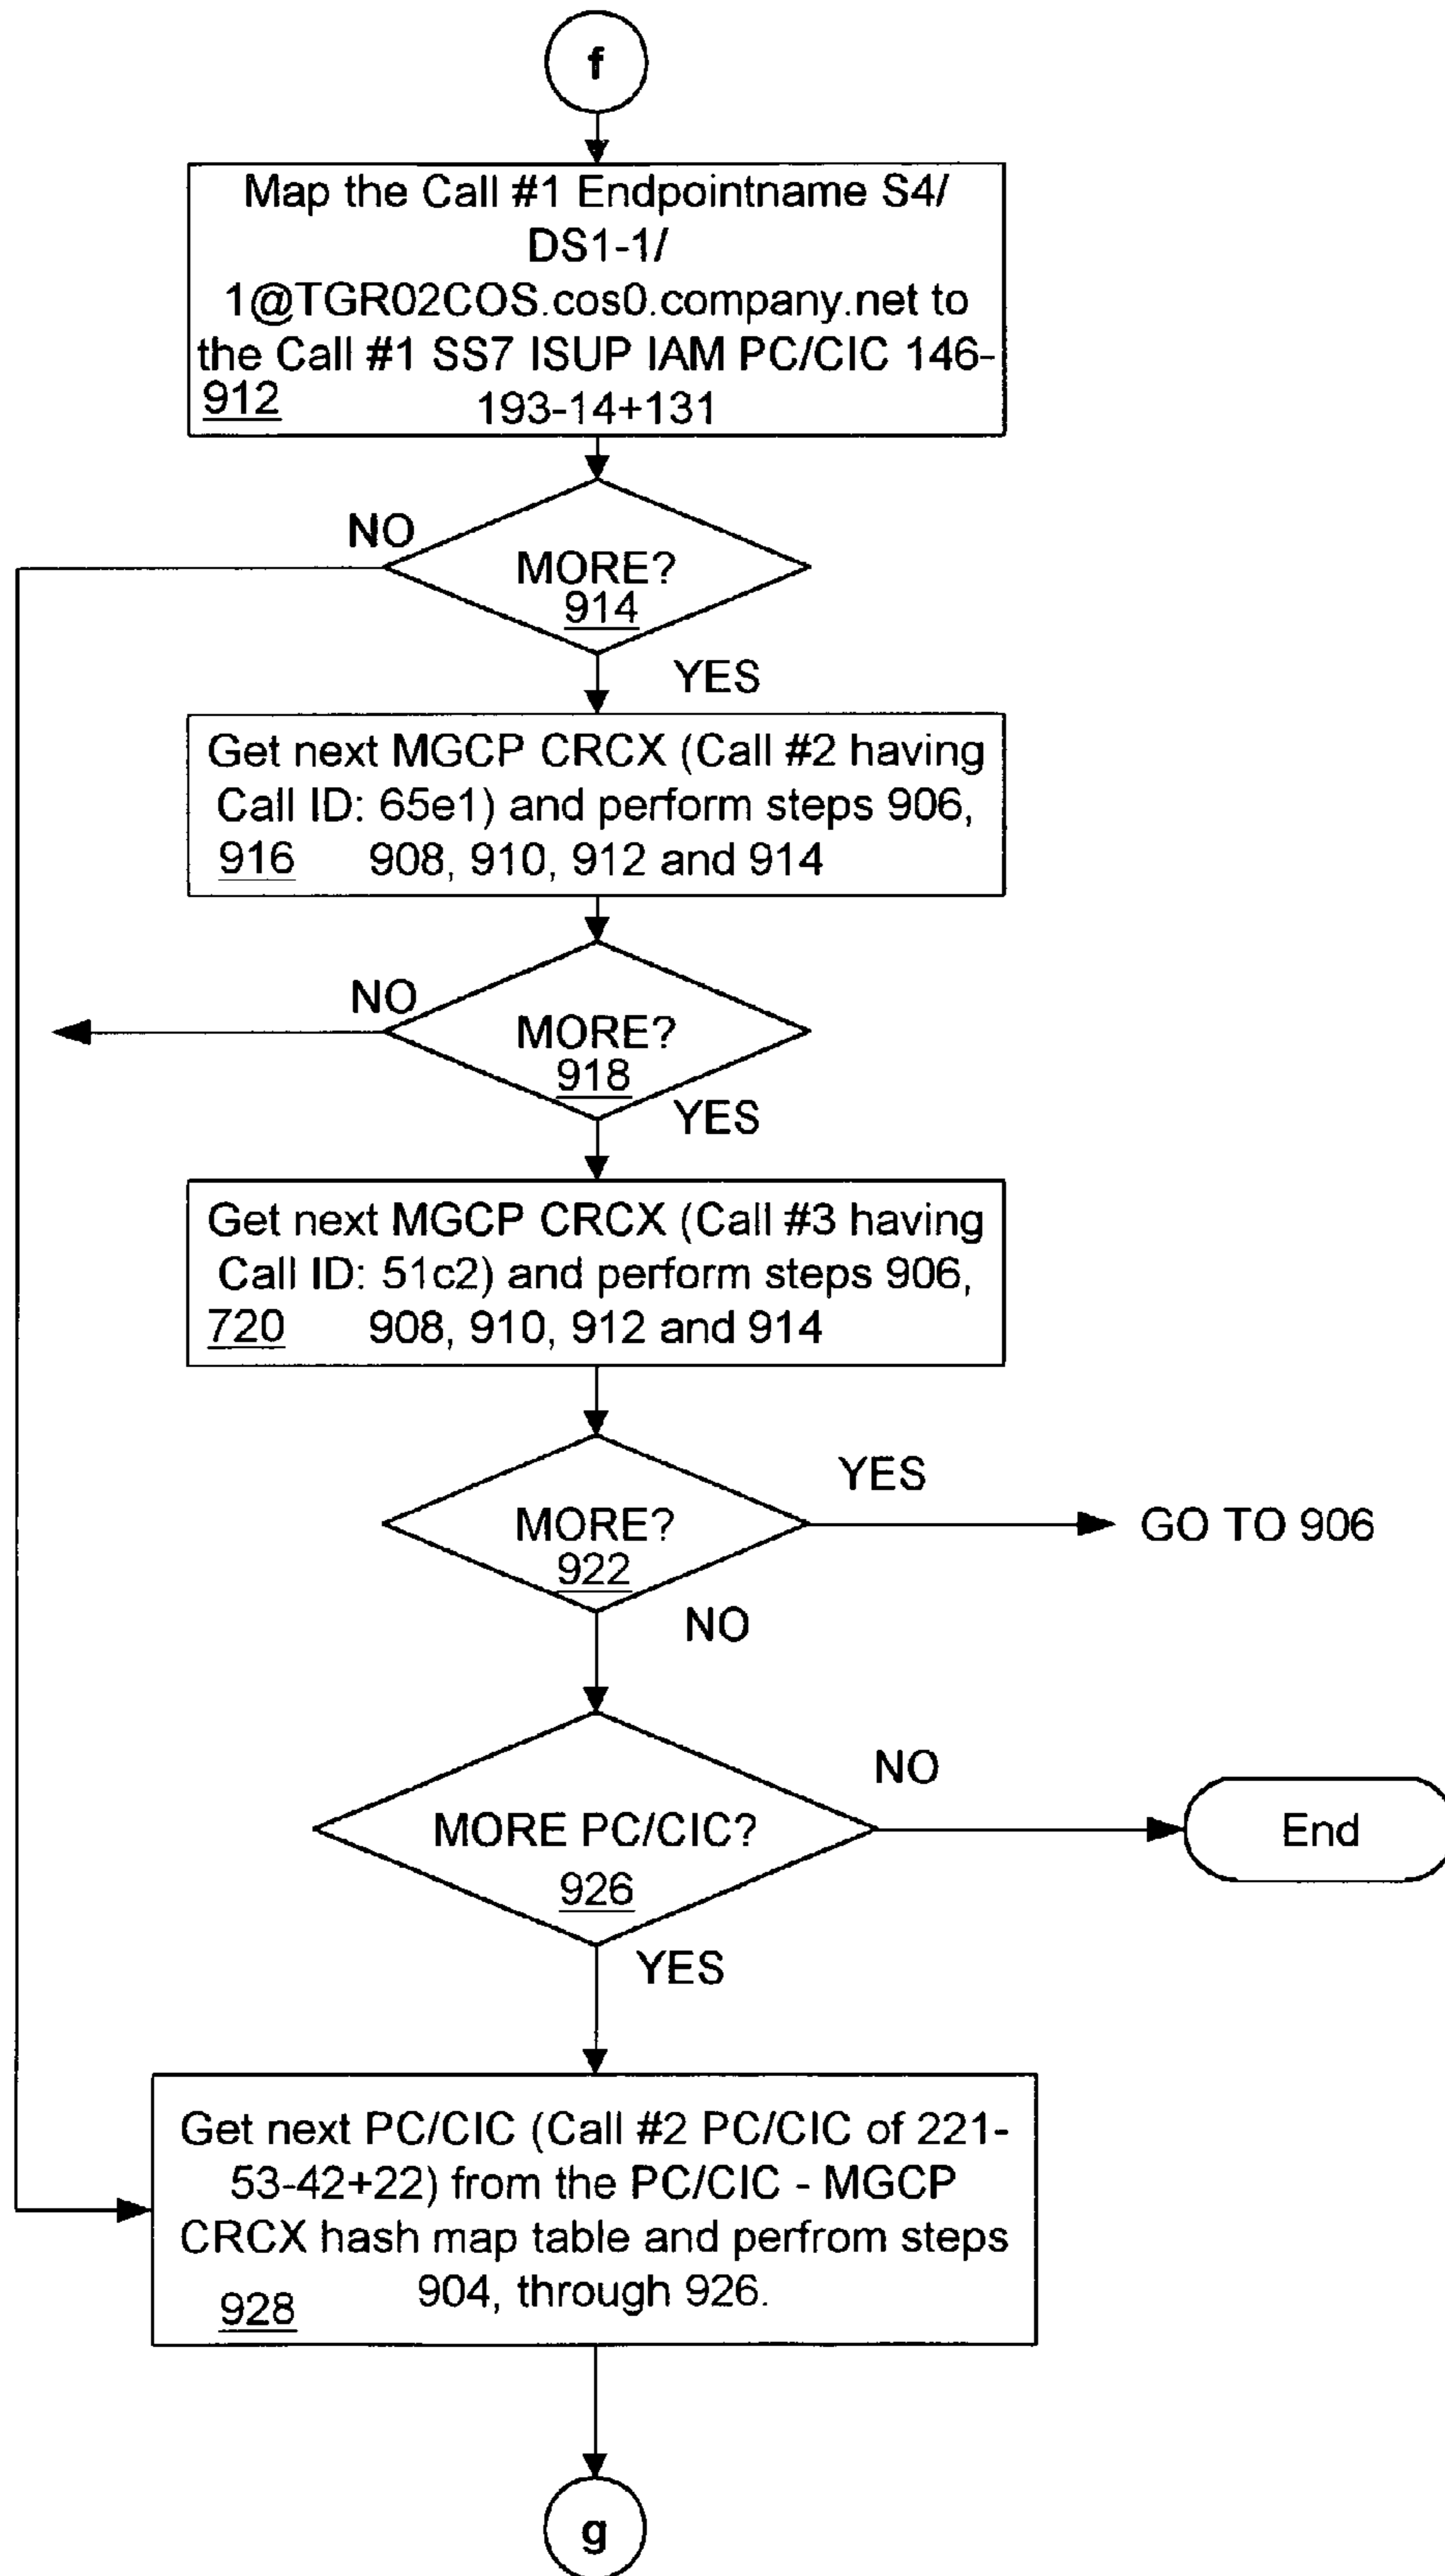 f
Map the Call #1 Endpointname S4/
DS1-1/
1@TGR02COS.cos0.company.net to
the Call #1 SS7 ISUP IAM PC/CIC 146-
912 193-14+131
NO
MORE?
914
YES
Get next MGCP CRCX (Call #2 having
Call ID: 65e1) and perform steps 906,
916 908, 910, 912 and 914
NO
MORE?
918
YES
Get next MGCP CRCX (Call #3 having
Call ID: 51c2) and perform steps 906,
720 908, 910, 912 and 914
YES
MORE?
GO TO 906
922
NO
NO
MORE PC/CIC?
End
926
YES
Get next PC/CIC (Call #2 PC/CIC of 221-
53-42+22) from the PC/CIC - MGCP
CRCX hash map table and perfrom steps
928 904, through 926.
g